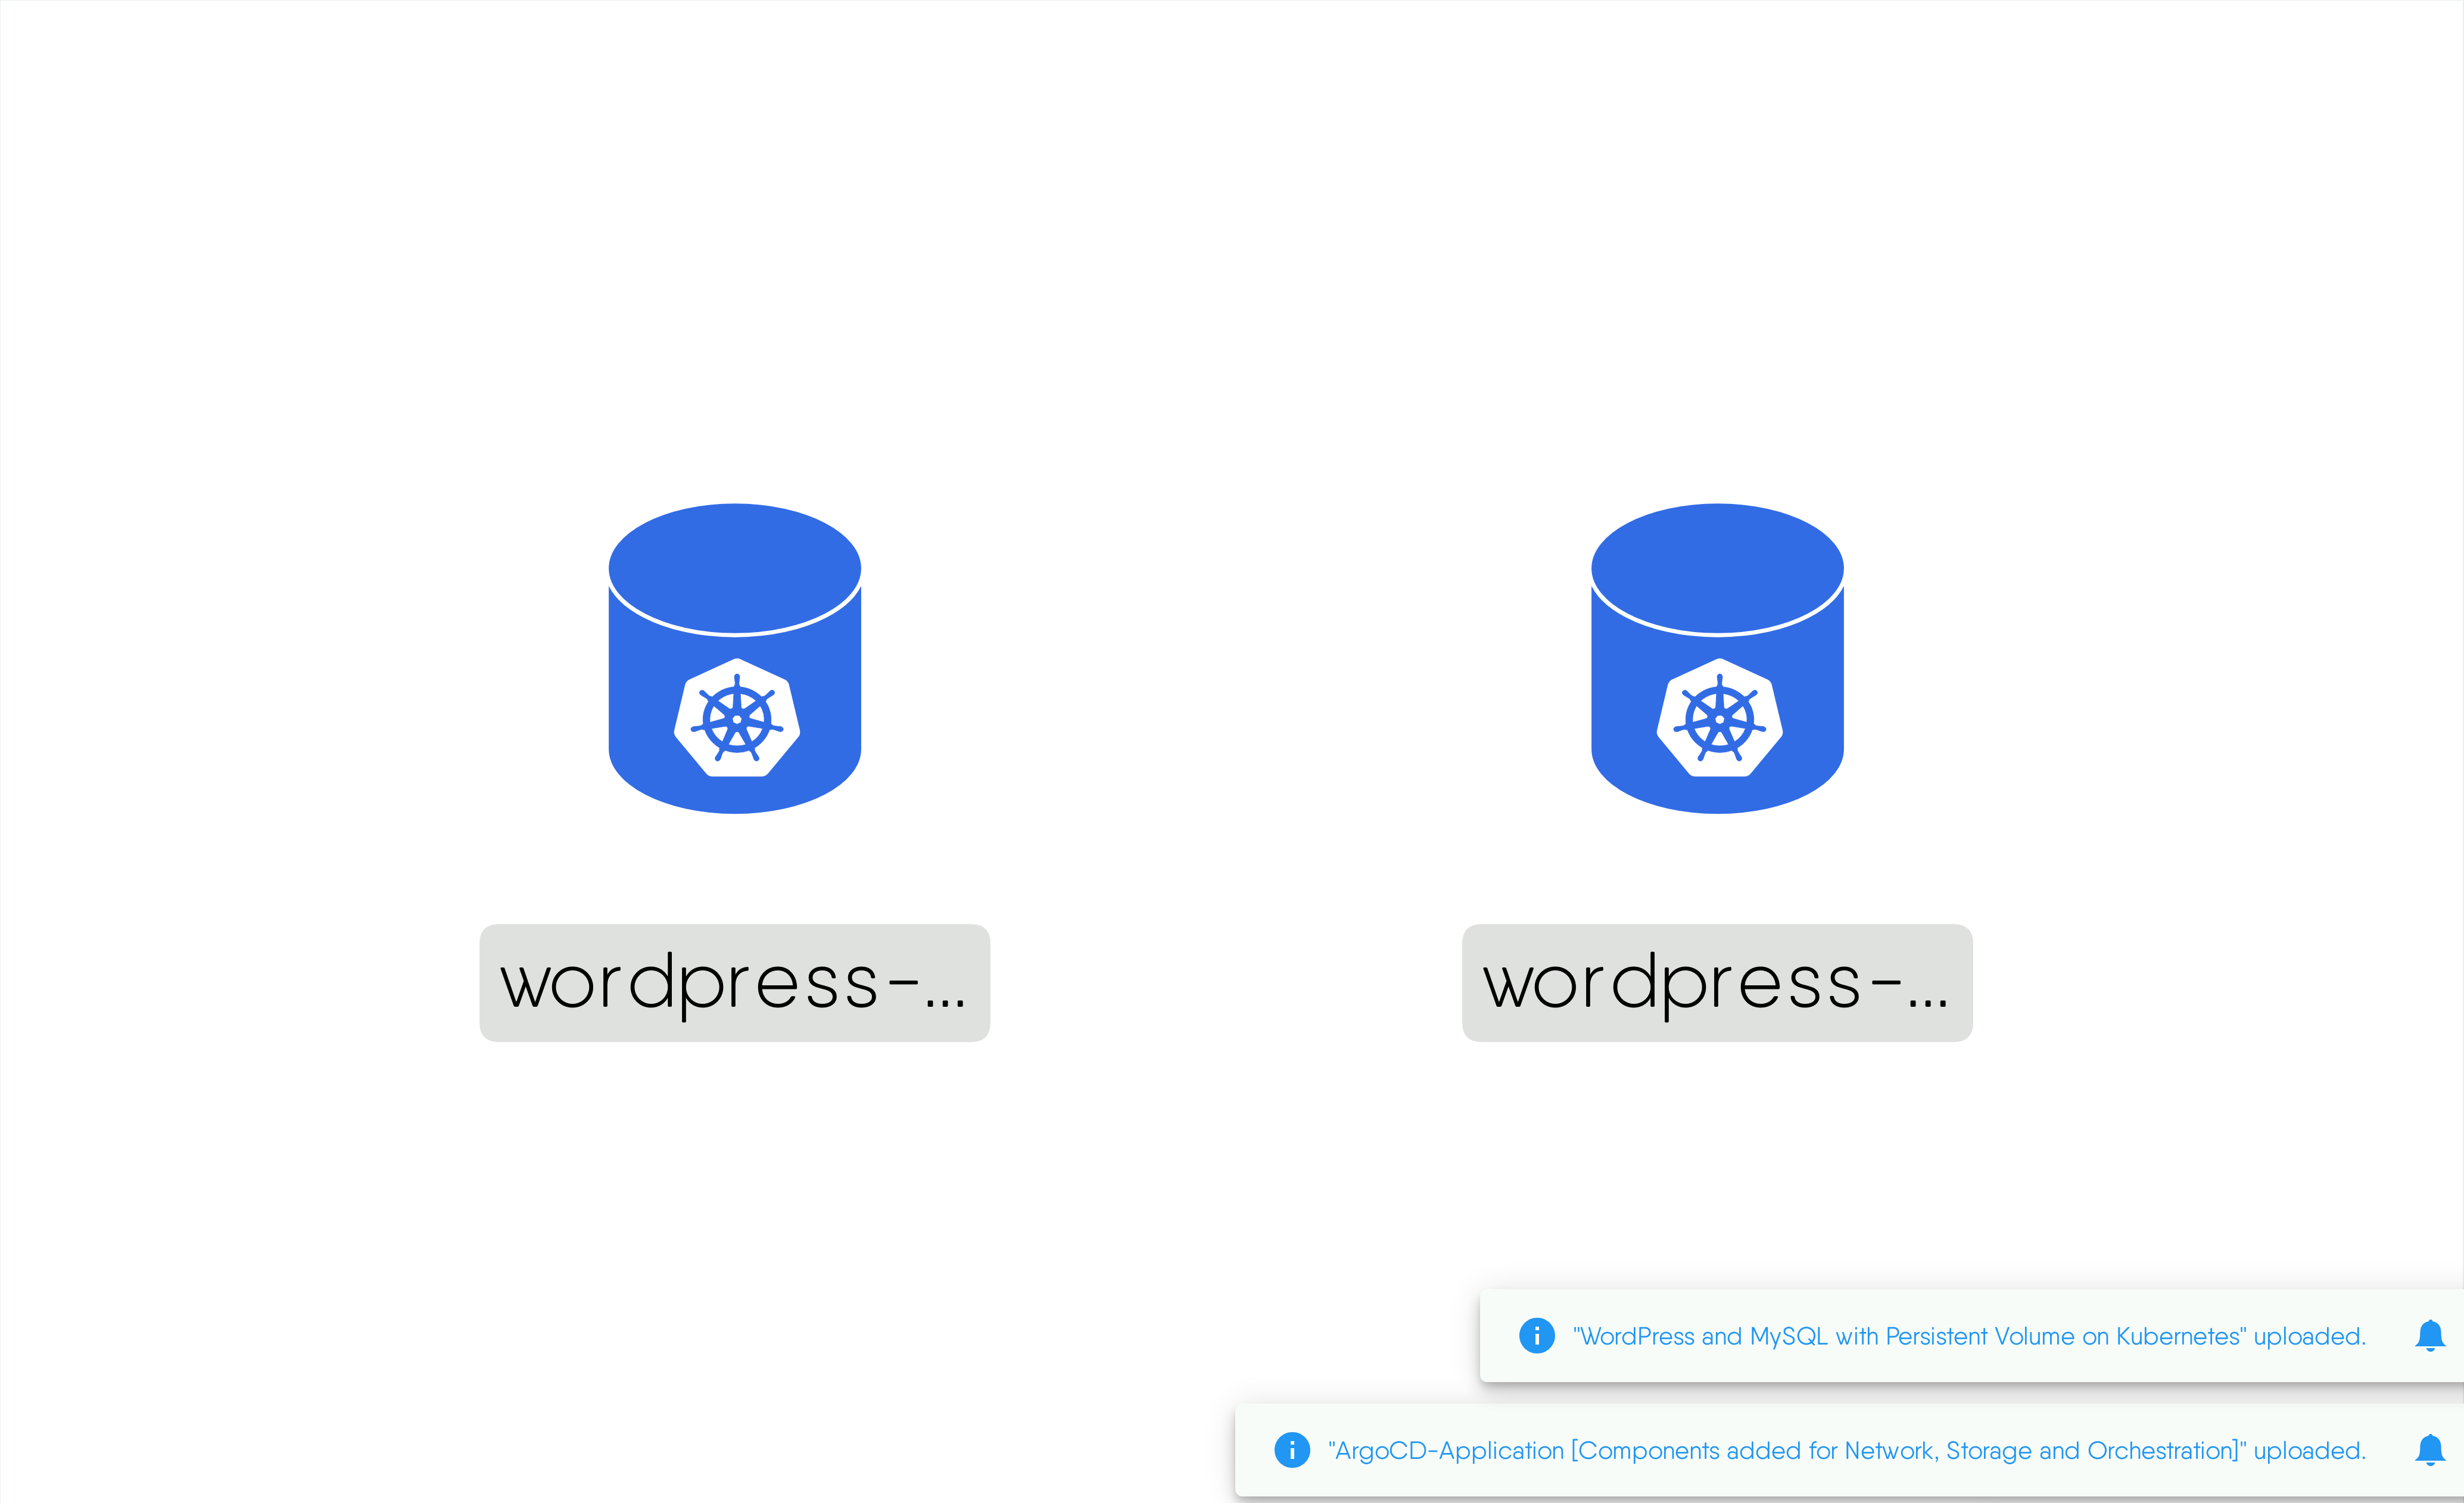 wordpress-...
wordpress-...
"WordPress and MySQL with Persistent Volume on Kubernetes" uploaded.
"ArgoCD-Application [Components added for Network, Storage and Orchestration]" uploaded.